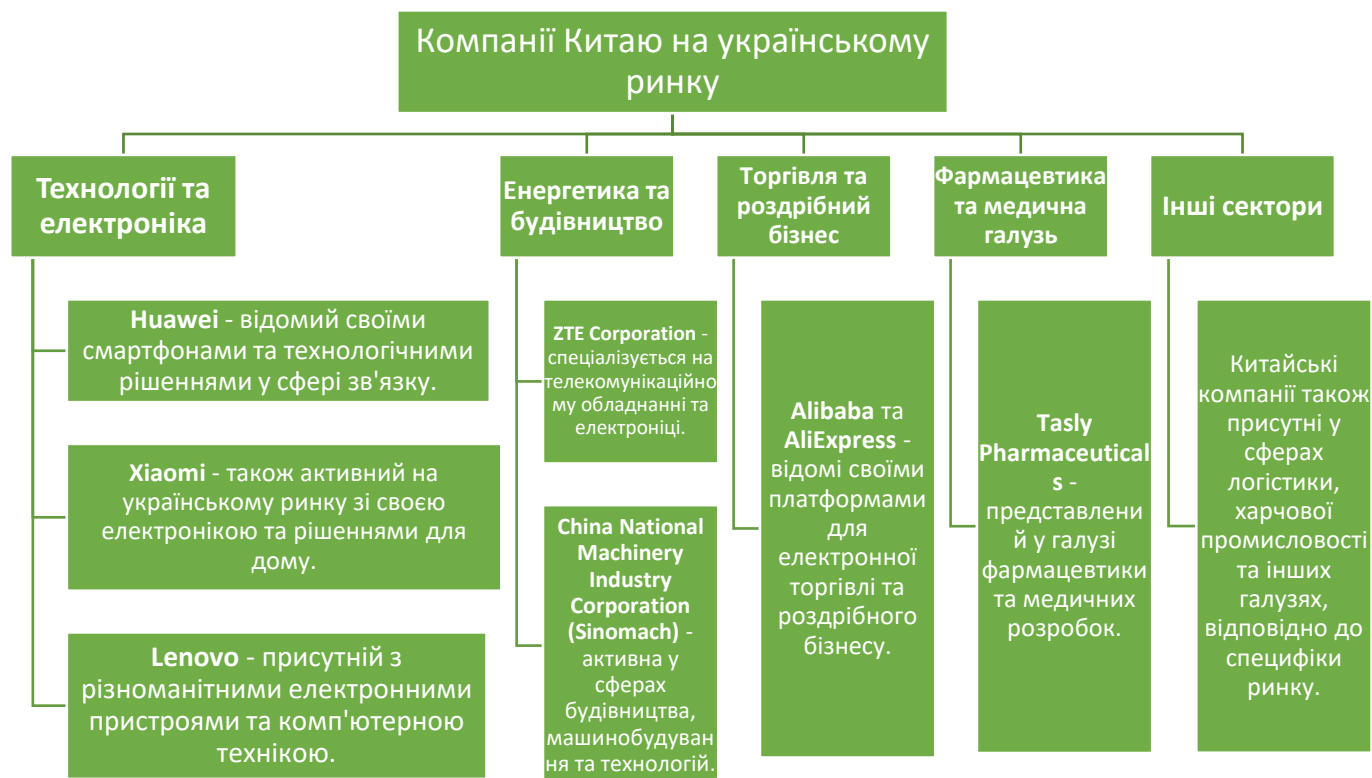 Компанії Китаю на українському
ринку
Технології та
електроніка
Huawei - відомий своїми
смартфонами та технологічними
рішеннями у сфері зв'язку.
Xiaomi - також активний на
українському ринку зі своєю
електронікою та рішеннями для
дому.
Lenovo - присутній з
різноманітними електронними
пристроями та комп'ютерною
технікою.
Енергетика та
будівництво
ZTE Corporation -
спеціалізується на
телекомунікаційно
му обладнанні та
електроніці.
China National
Machinery
Industry
Corporation
(Sinomach) -
активна у
сферах
будівництва,
машинобудуван
ня та технологій.
Торгівля та
роздрібний
бізнес
Alibaba та
AliExpress -
відомі своїми
платформами
для
електронної
торгівлі та
роздрібного
бізнесу.
Фармацевтика
та медична
галузь
Tasly
Pharmaceutical
s -
представлени
й у галузі
фармацевтики
та медичних
розробок.
Інші сектори
Китайські
компанії також
присутні у
сферах
логістики,
харчової
промисловості
та інших
галузях,
відповідно до
специфіки
ринку.